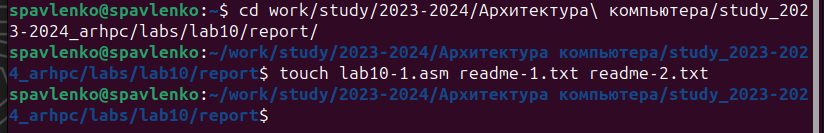 spavlenko@spavlenko:~$ cd work/study/2023-2024/Архитектура\ компьютера/study_202
3-2024_arhpc/labs/lab10/report/
spavlenko@spavlenko:~/work/study/2023-2024/Архитектура компьютера/study_2023-202
4_arhpc/labs/lab10/report$ touch lab10-1.asm readme-1.txt readme-2.txt
spavlenko@spavlenko:~/work/study/2023-2024/Архитектура компьютера/study_2023-202
4_arhpc/labs/lab10/report$